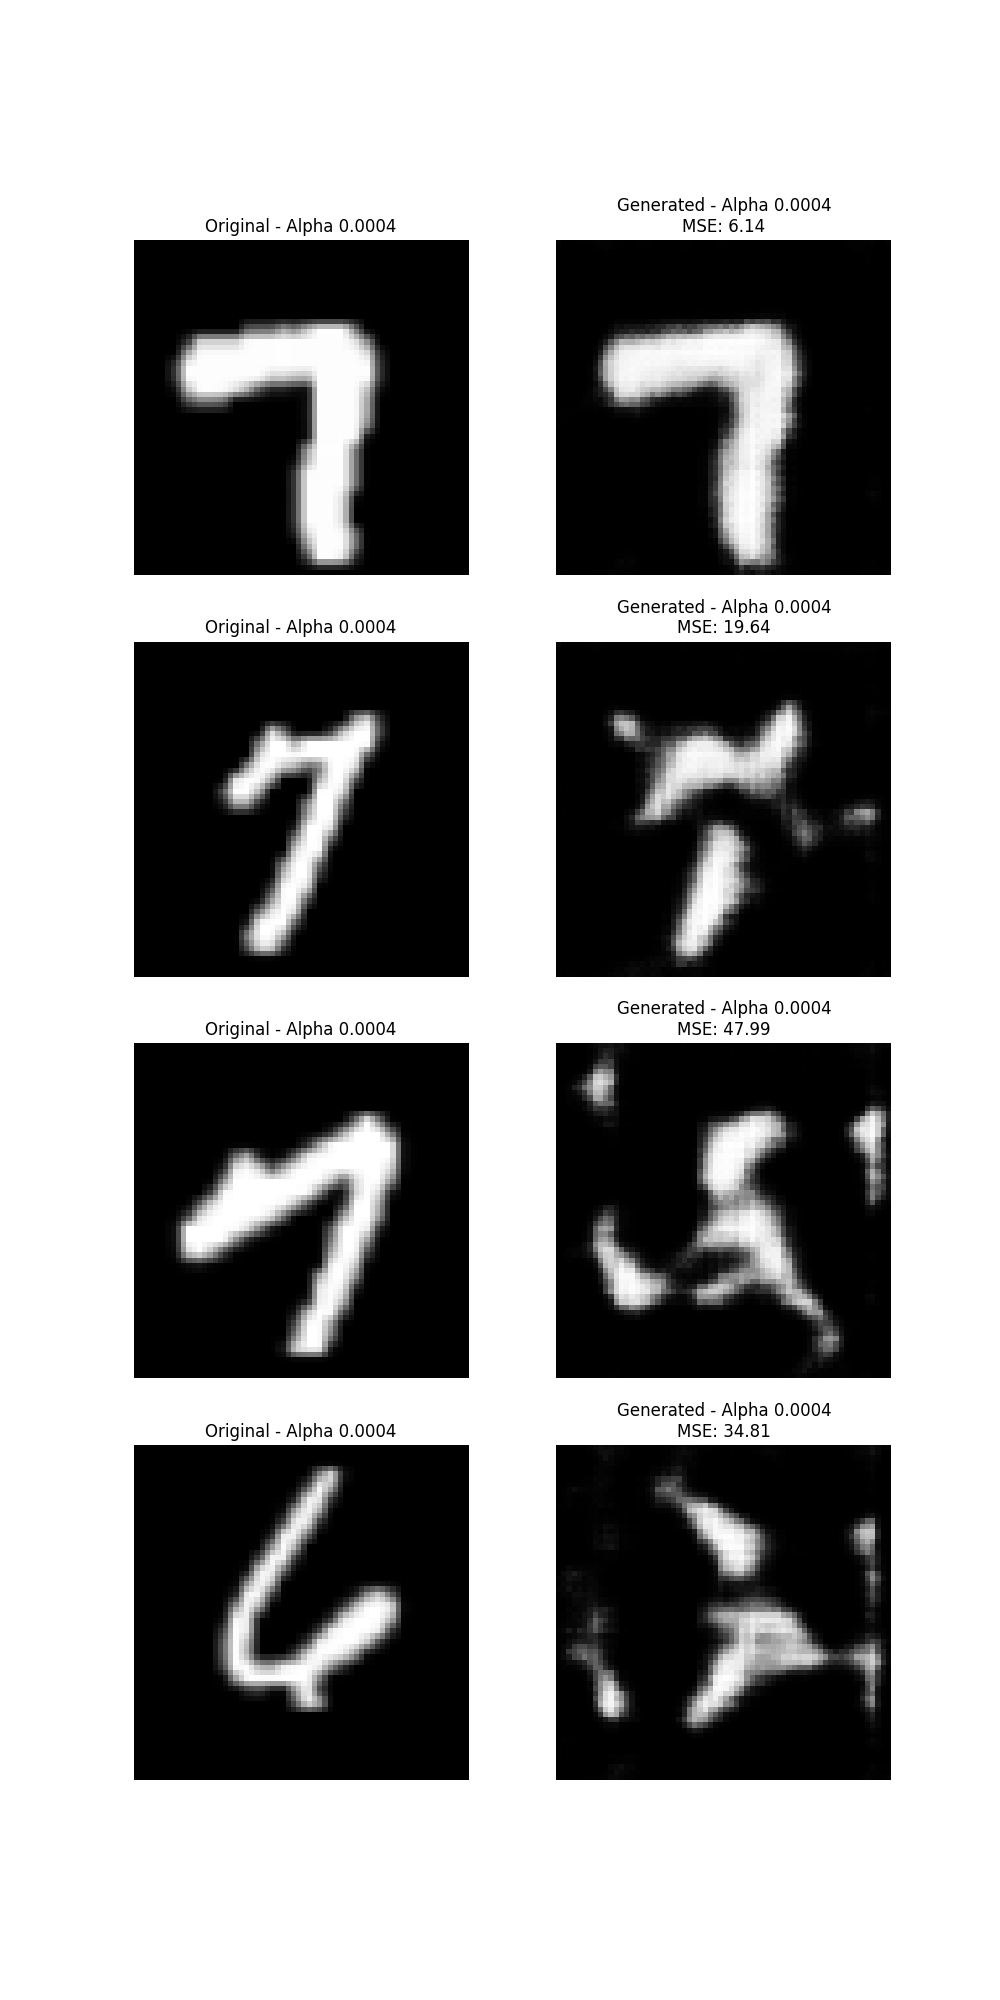 Original - Alpha 0.0004
Generated - Alpha 0.0004
MSE: 6.14
7
Original - Alpha 0.0004
Generated - Alpha 0.0004
MSE: 19.64
Original - Alpha 0.0004
Generated - Alpha 0.0004
MSE: 47.99
Original - Alpha 0.0004
Generated - Alpha 0.0004
MSE: 34.81